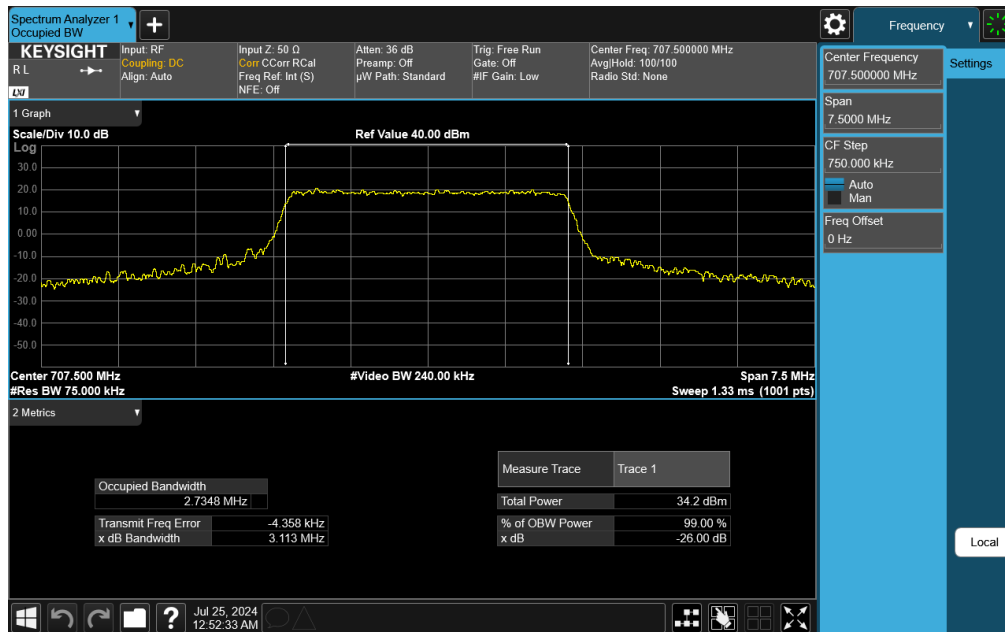 Spectrum Analyzer 1
Occupied BW
Frequency
KEYSIGHT
R L
LXI
Input: RF
Coupling: DC
Align: Auto
Input Z: 50 Ω
Corr CCorr RCal
Freq Ref: Int (S)
NFE: Off
Atten: 36 dB
Preamp: Off
µW Path: Standard
Trig: Free Run
Gate: Off
#IF Gain: Low
Center Freq: 707.500000 MHz
Avg|Hold: 100/100
Radio Std: None
Center Frequency
707.500000 MHz
Settings
Span
7.5000 MHz
CF Step
750.000 kHz
Auto
Man
Freq Offset
0 Hz
Local
1 Graph
Scale/Div 10.0 dB
Ref Value 40.00 dBm
Log
30.0
20.0
10.0
0.00
-10.0
-20.0
-30.0
-40.0
-50.0
Center 707.500 MHz
#Video BW 240.00 kHz
Span 7.5 MHz
#Res BW 75.000 kHz
Sweep 1.33 ms (1001 pts)
2 Metrics
Occupied Bandwidth
2.7348 MHz
Transmit Freq Error -4.358 kHz
x dB Bandwidth 3.113 MHz
Measure Trace Trace 1
Total Power 34.2 dBm
% of OBW Power 99.00 %
x dB -26.00 dB
?
Jul 25, 2024
12:52:33 AM